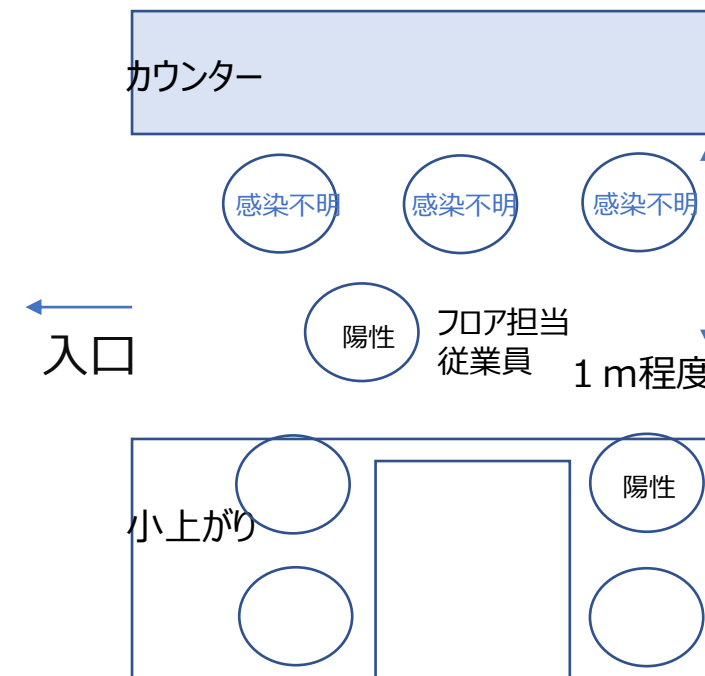 カウンター
感染不明
感染不明
感染不明
入口
陽性
フロア担当
従業員
１ｍ程度
小上がり
陽性